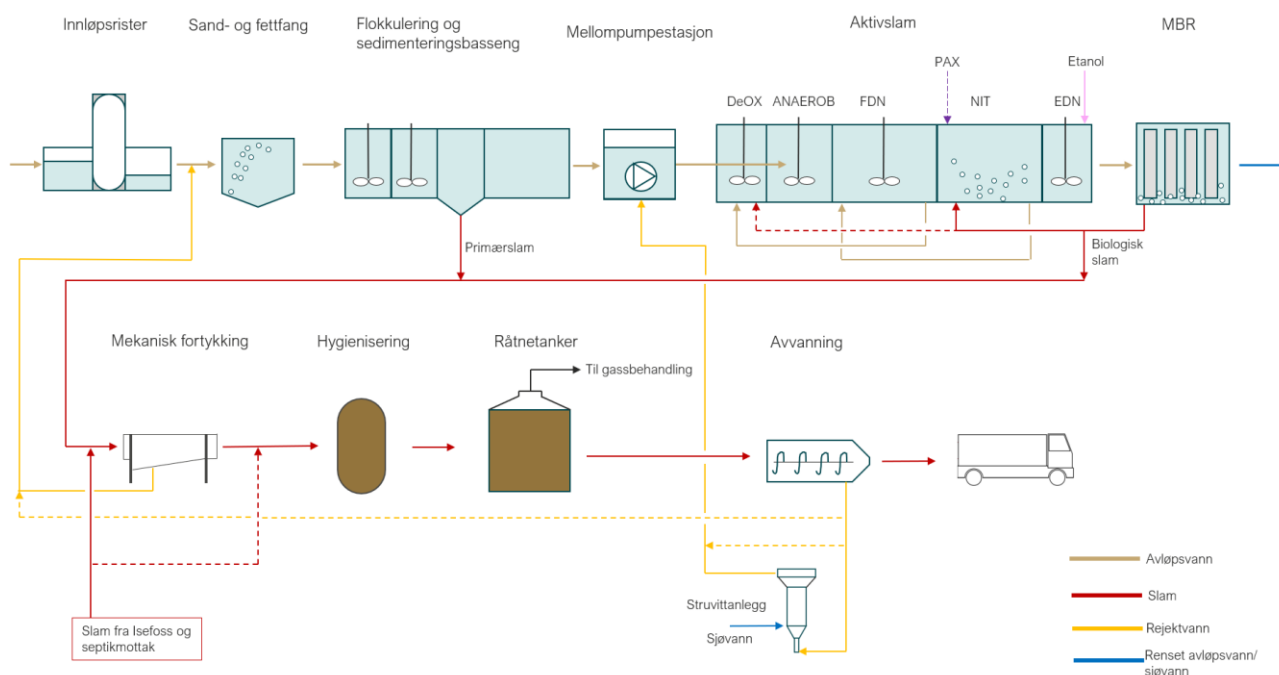 Innløpsrister
Sand- og fettfang
Flokkulering og
sedimenteringsbasseng
Mellompumpestasjon
Aktivslam
MBR
PAX
Etanol
DeOX
ANAEROB
FDN
NIT
EDN
Primærslam
Biologisk
slam
Mekanisk fortykking
Hygienisering
Råtnetanker
Avvanning
Til gassbehandling
Struvittanlegg
Sjøvann
Slam fra Isefoss og
septikmottak
Avløpsvann
Slam
Rejektvann
Renset avløpsvann/
sjøvann